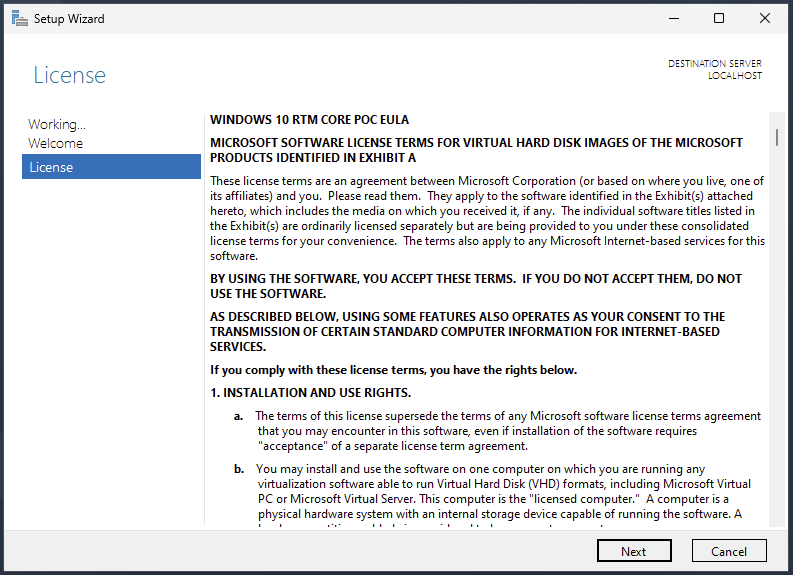 Setup Wizard
License
DESTINATION SERVER
LOCALHOST
Working...
Welcome
License
WINDOWS 10 RTM CORE POC EULA
MICROSOFT SOFTWARE LICENSE TERMS FOR VIRTUAL HARD DISK IMAGES OF THE MICROSOFT
PRODUCTS IDENTIFIED IN EXHIBIT A
These license terms are an agreement between Microsoft Corporation (or based on where you live, one of
its affiliates) and you.  Please read them.  They apply to the software identified in the Exhibit(s) attached
hereto, which includes the media on which you received it, if any.  The individual software titles listed in
the Exhibit(s) are ordinarily licensed separately but are being provided to you under these consolidated
license terms for your convenience.  The terms also apply to any Microsoft Internet-based services for this
software.
BY USING THE SOFTWARE, YOU ACCEPT THESE TERMS.  IF YOU DO NOT ACCEPT THEM, DO NOT
USE THE SOFTWARE.
AS DESCRIBED BELOW, USING SOME FEATURES ALSO OPERATES AS YOUR CONSENT TO THE
TRANSMISSION OF CERTAIN STANDARD COMPUTER INFORMATION FOR INTERNET-BASED
SERVICES.
If you comply with these license terms, you have the rights below.
1. INSTALLATION AND USE RIGHTS.
a. The terms of this license supersede the terms of any Microsoft software license terms agreement
that you may encounter in this software, even if installation of the software requires
"acceptance" of a separate license term agreement.
b. You may install and use the software on one computer on which you are running any
virtualization software able to run Virtual Hard Disk (VHD) formats, including Microsoft Virtual
PC or Microsoft Virtual Server. This computer is the "licensed computer."  A computer is a
physical hardware system with an internal storage device capable of running the software. A
Next
Cancel